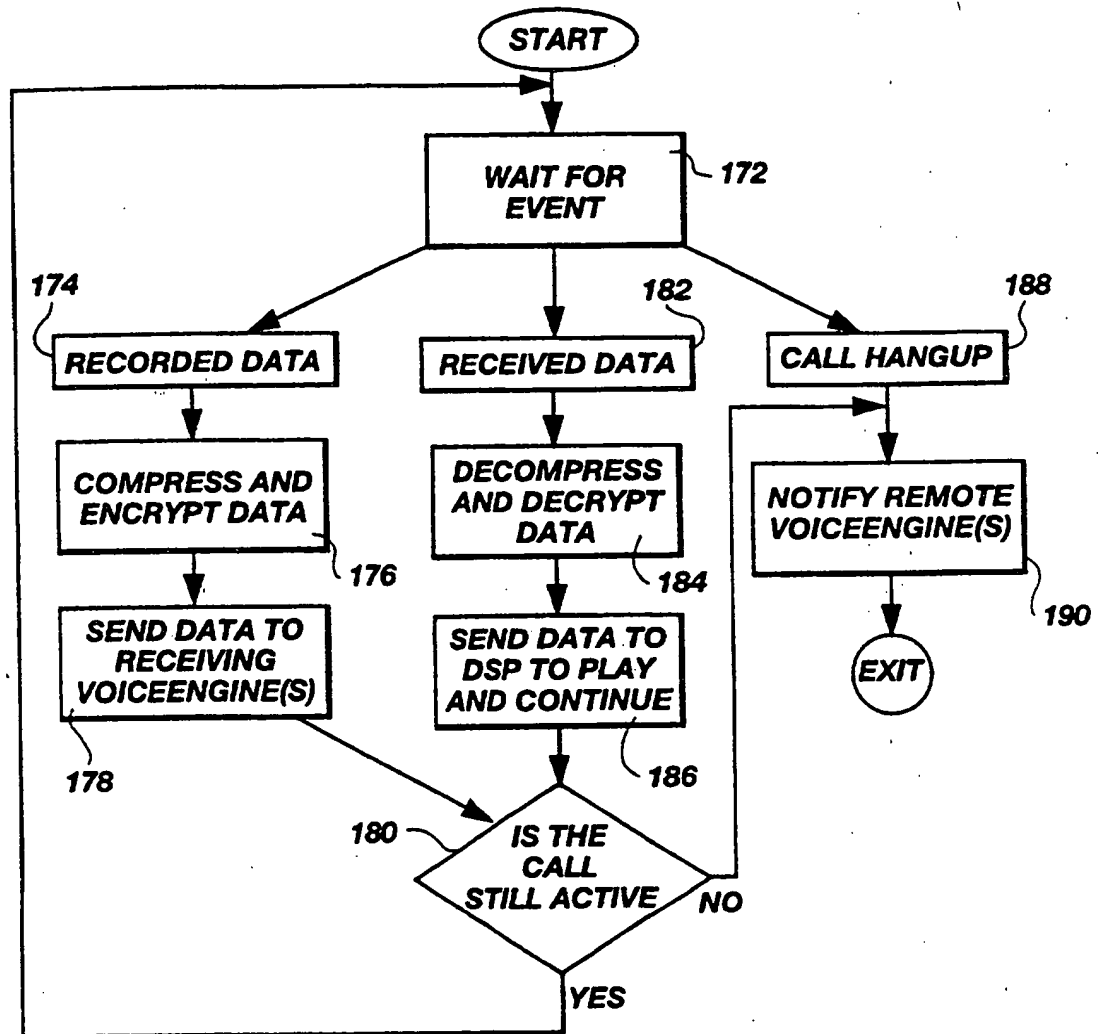 START
WAIT FOR
EVENT
172
174
RECORDED DATA
182
RECEIVED DATA
188
CALL HANGUP
COMPRESS AND
ENCRYPT DATA
176
DECOMPRESS
AND DECRYPT
DATA
184
NOTIFY REMOTE
VOICEENGINE(S)
190
SEND DATA TO
RECEIVING
VOICEENGINE(S)
178
SEND DATA TO
DSP TO PLAY
AND CONTINUE
186
EXIT
180
IS THE
CALL
STILL ACTIVE
NO
YES